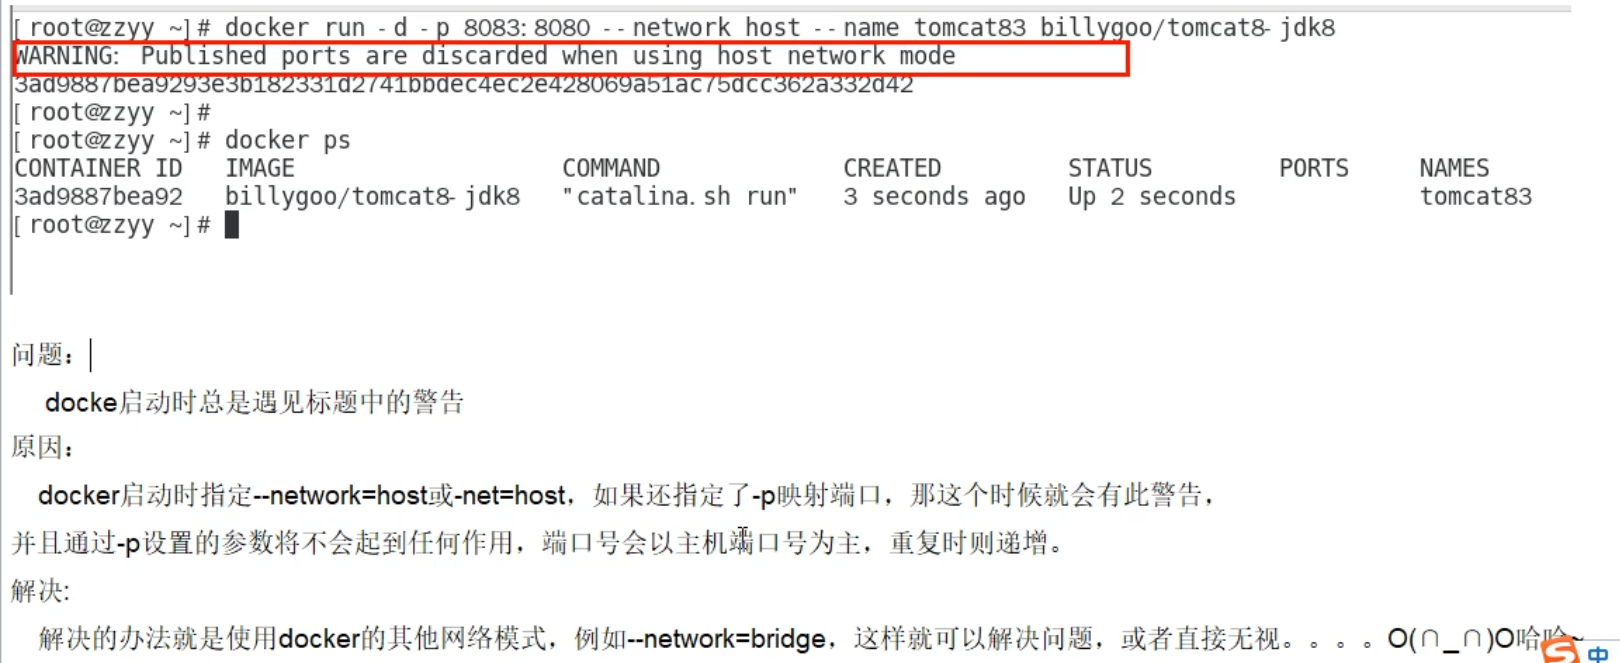 [root@zzyy ~]# docker run -d -p 8083:8080 --network host --name tomcat83 billygoo/tomcat8-jdk8
WARNING: Published ports are discarded when using host network mode
3ad9887bea9293e3b182331d2741bbdec4ec2e428069a51ac75dcc362a332d42
[root@zzyy ~]#
[root@zzyy ~]# docker ps
CONTAINER ID IMAGE COMMAND CREATED STATUS PORTS NAMES
3ad9887bea92 billygoo/tomcat8-jdk8 "catalina.sh run" 3 seconds ago Up 2 seconds tomcat83
[root@zzyy ~]#
问题：
docke启动时总是遇见标题中的警告
原因：
docker启动时指定--network=host或-net=host，如果还指定了-p映射端口，那这个时候就会有此警告，
并且通过-p设置的参数将不会起到任何作用，端口号会以主机端口号为主，重复时则递增。
解决:
解决的办法就是使用docker的其他网络模式，例如--network=bridge，这样就可以解决问题，或者直接无视。。。。O(∩_∩)O哈哈~
中